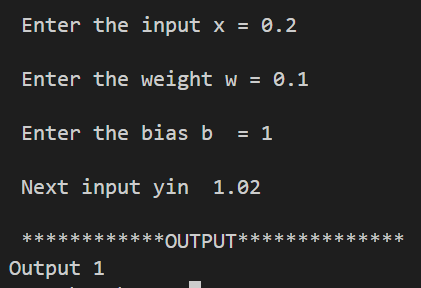 Enter the input x = 0.2
Enter the weight w = 0.1
Enter the bias b  = 1
Next input yin  1.02
************OUTPUT**************
Output 1